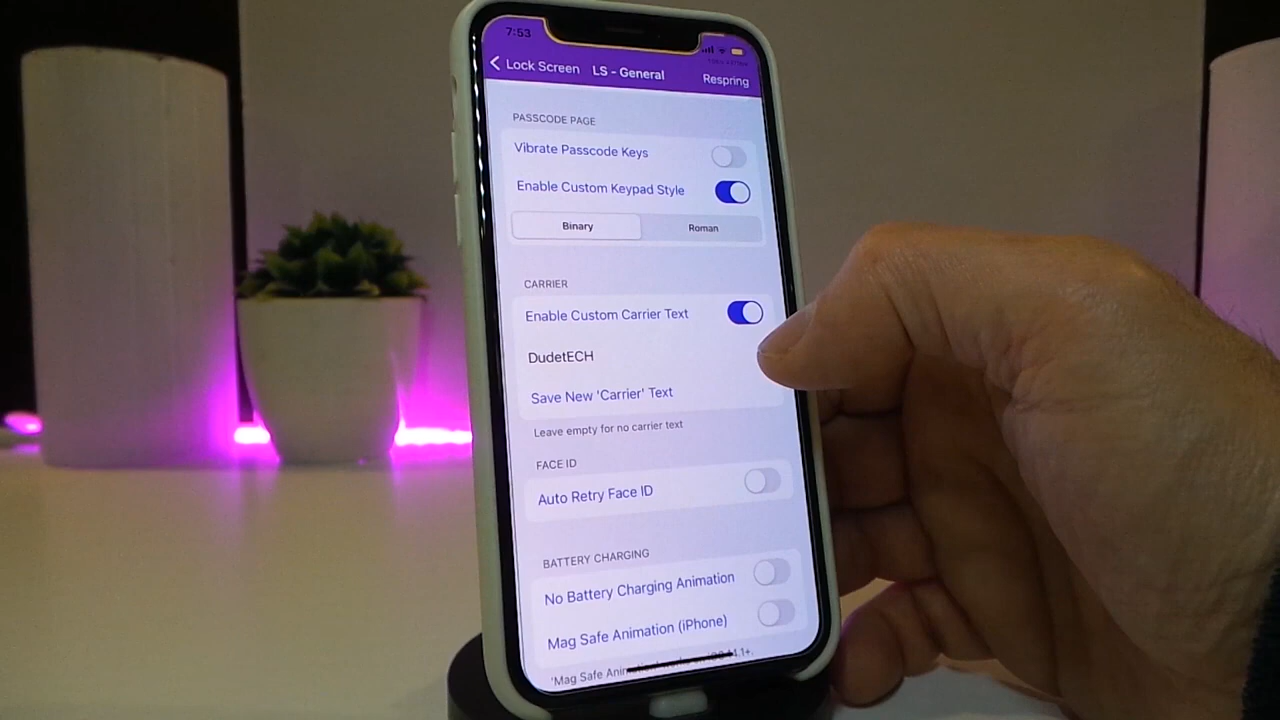 7:53
Lock Screen LS - General Respring
PASSCODE PAGE
Vibrate Passcode Keys
Enable Custom Keypad Style
Binary Roman
CARRIER
Enable Custom Carrier Text
DudetECH
Save New 'Carrier' Text
Leave empty for no carrier text
FACE ID
Auto Retry Face ID
BATTERY CHARGING
No Battery Charging Animation
Mag Safe Animation (iPhone)
'Mag Safe